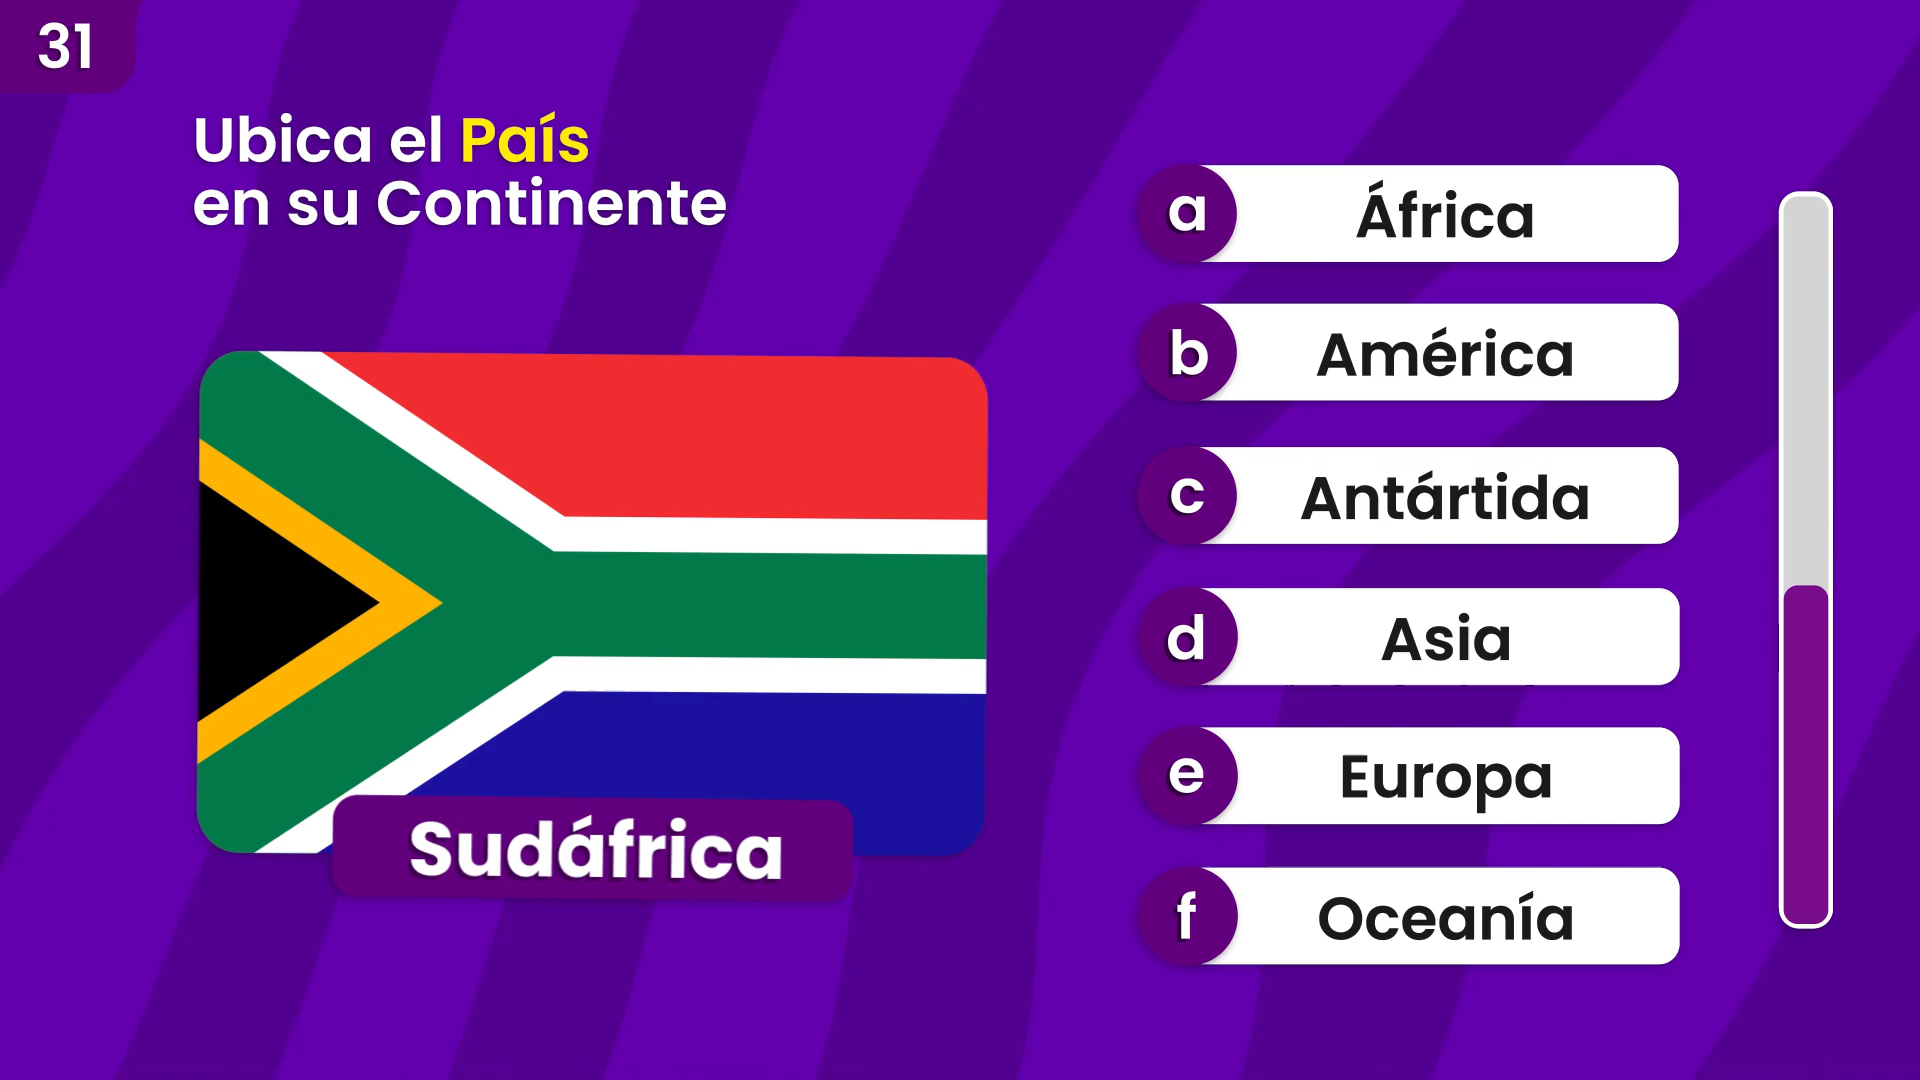 31
Ubica el País
en su Continente
Sudáfrica
a África
b América
c Antártida
d Asia
e Europa
f Oceanía